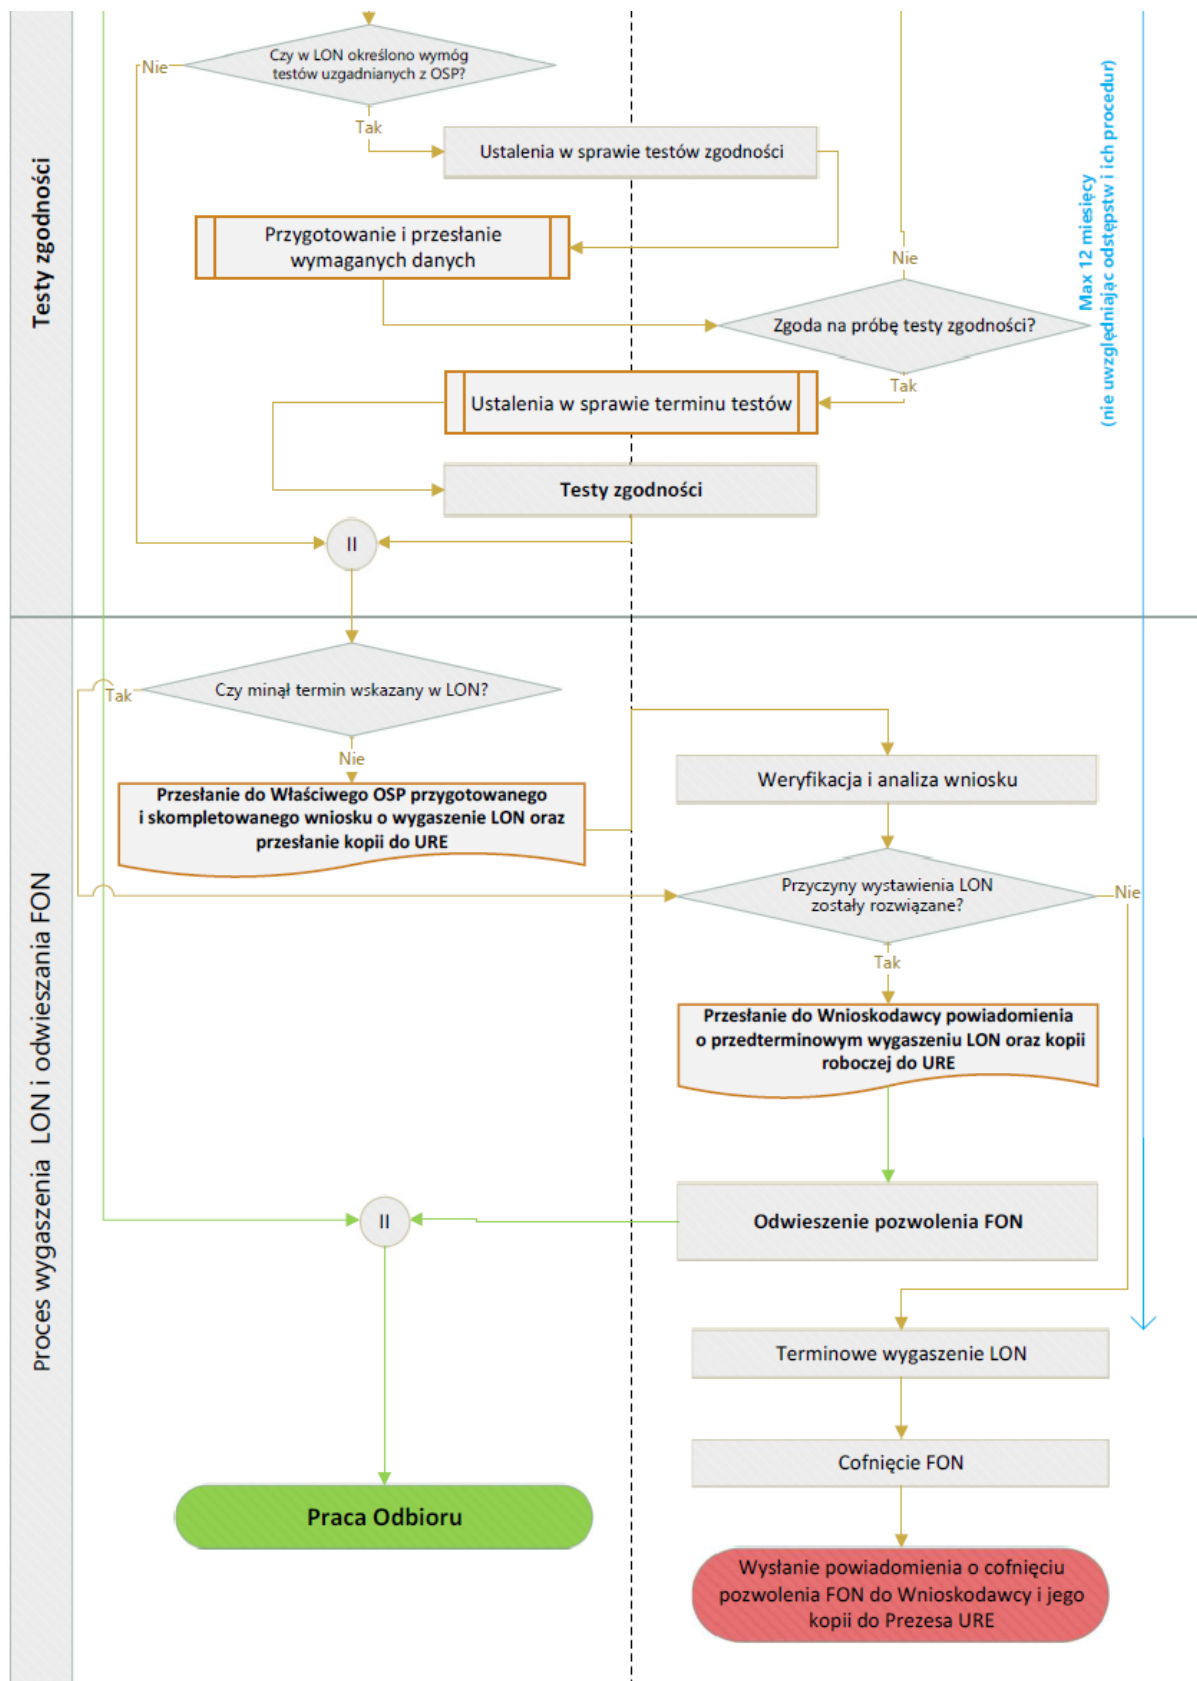 Testy zgodności
Czy w LON określono wymóg
testów uzgadnianych z OSP?
Nie
Tak
Ustalenia w sprawie testów zgodności
Przygotowanie i przesłanie
wymaganych danych
Nie
Zgoda na próbę testy zgodności?
Tak
Ustalenia w sprawie terminu testów
Testy zgodności
II
Max 12 miesięcy
(nie uwzględniając odstępstw i ich procedur)
Proces wygaszenia LON i odwieszania FON
Czy minął termin wskazany w LON?
Tak
Nie
Przesłanie do Właściwego OSP przygotowanego
i skompletowanego wniosku o wygaszenie LON oraz
przesłanie kopii do URE
Weryfikacja i analiza wniosku
Przyczyny wystawienia LON
zostały rozwiązane?
Nie
Tak
Przesłanie do Wnioskodawcy powiadomienia
o przedterminowym wygaszeniu LON oraz kopii
roboczej do URE
Odwieszenie pozwolenia FON
II
Terminowe wygaszenie LON
Cofnięcie FON
Praca Odbioru
Wysłanie powiadomienia o cofnięciu
pozwolenia FON do Wnioskodawcy i jego
kopii do Prezesa URE